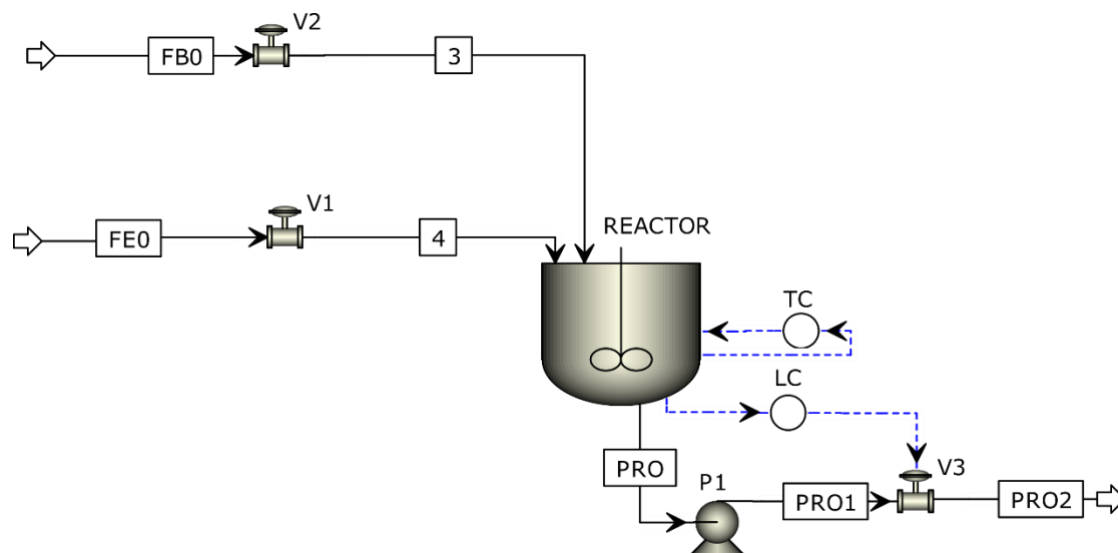 V2
FB0
3
V1
FE0
4
REACTOR
TC
LC
PRO
P1
PRO1
V3
PRO2